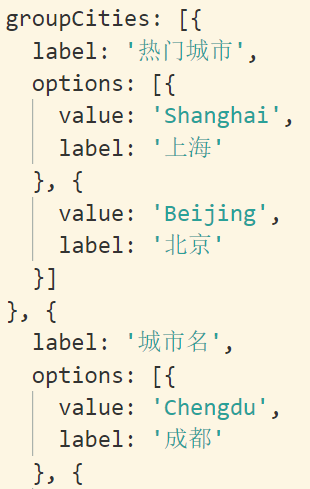 groupCities: [{
label: '热门城市',
options: [{
value: 'Shanghai',
label: '上海'
}, {
value: 'Beijing',
label: '北京'
}]
}, {
label: '城市名',
options: [{
value: 'Chengdu',
label: '成都'
}, {